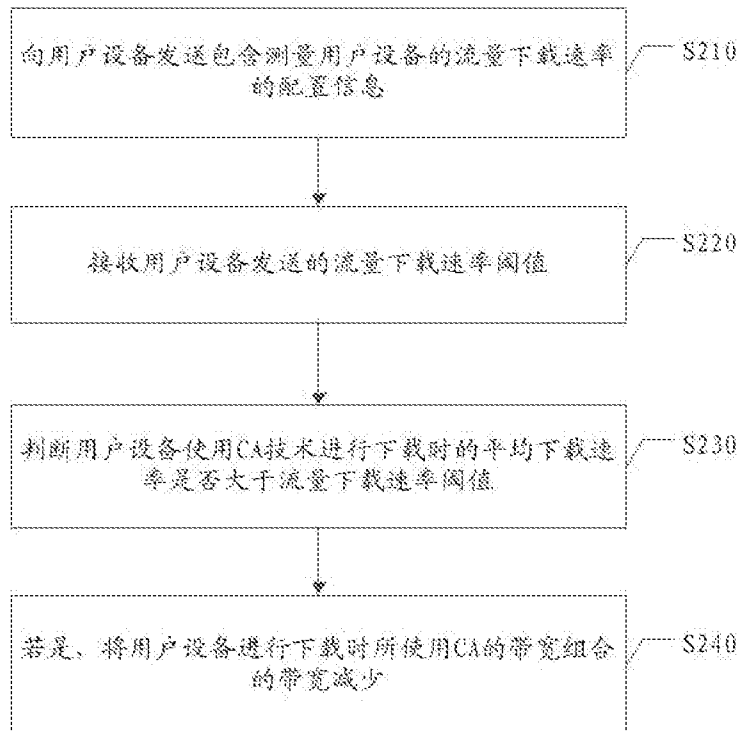 向用户设备发送包含测量用户设备的流量下载速率
的配置信息
S210
接收用户设备发送的流量下载速率阈值
S220
判断用户设备使用CA技术进行下载时的平均下载速
率是否大于流量下载速率阈值
S230
若是、将用户设备进行下载时所使用CA的带宽组合
的带宽减少
S240